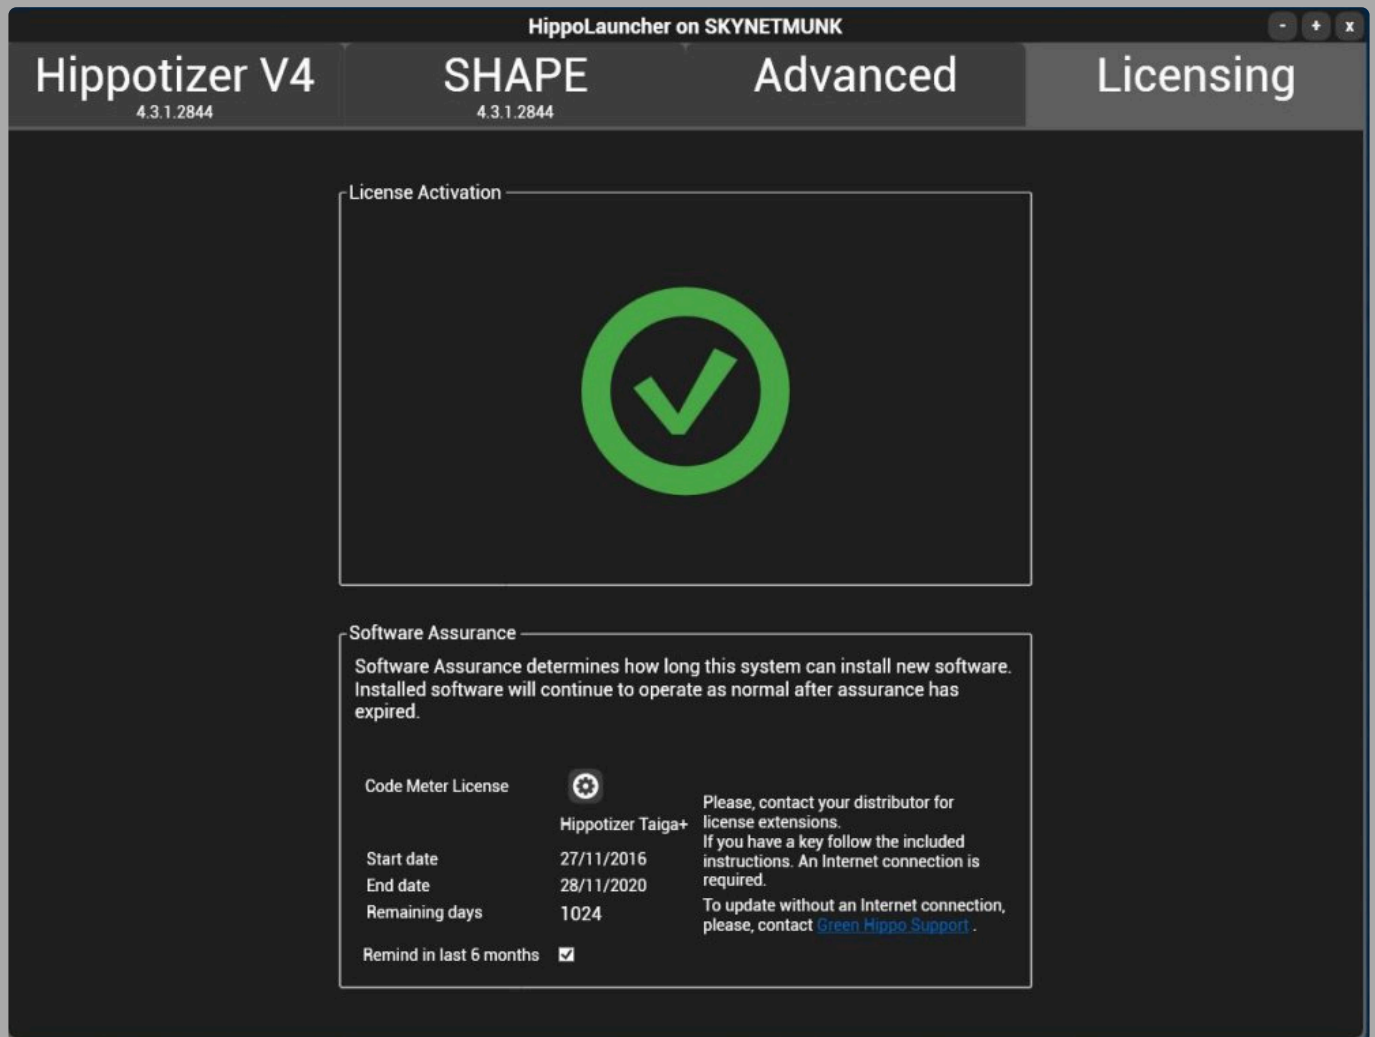 HippoLauncher on SKYNETMUNK
- + x
Hippotizer V4
4.3.1.2844
SHAPE
4.3.1.2844
Advanced
Licensing
License Activation
Software Assurance
Software Assurance determines how long this system can install new software.
Installed software will continue to operate as normal after assurance has
expired.
Code Meter License
Hippotizer Taiga+
Start date 27/11/2016
End date 28/11/2020
Remaining days 1024
Remind in last 6 months
Please, contact your distributor for
license extensions.
If you have a key follow the included
instructions. An Internet connection is
required.
To update without an Internet connection,
please, contact Green Hippo Support .